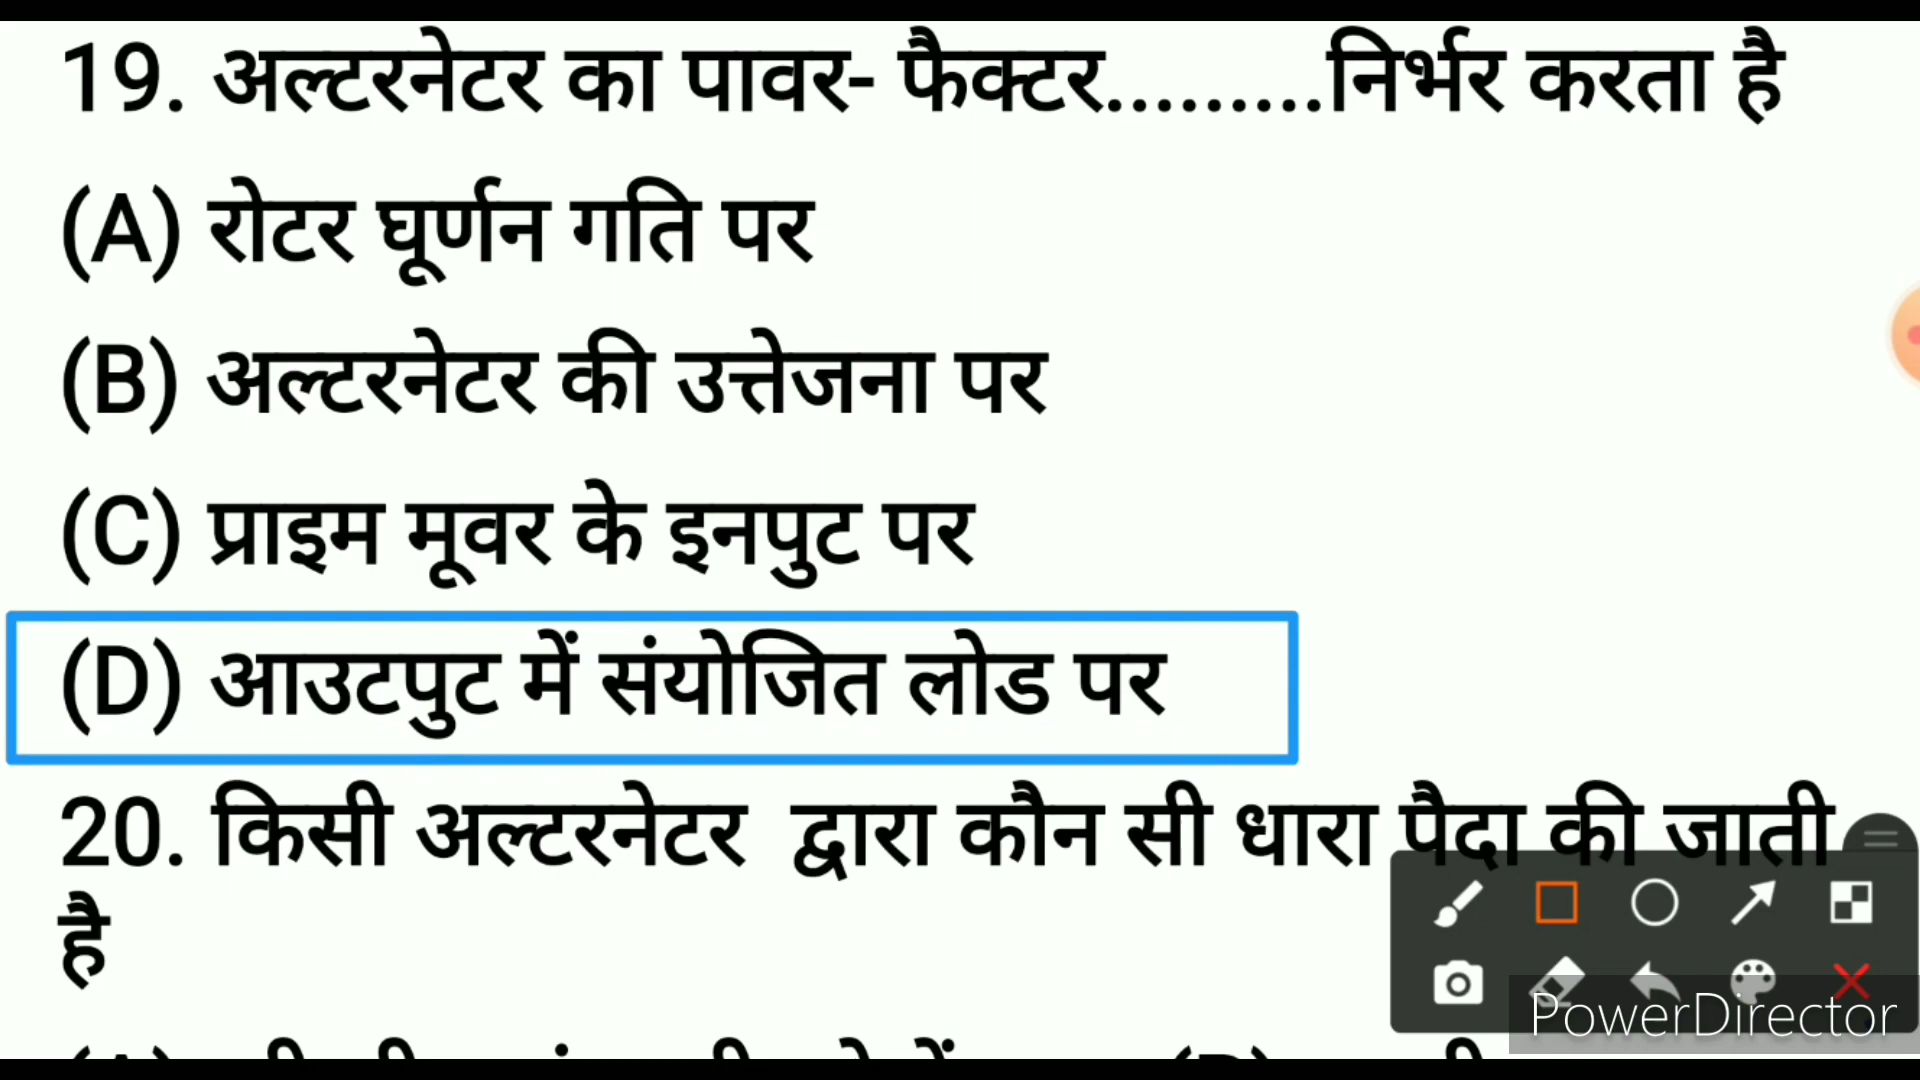 19. अल्टरनेटर का पावर- फैक्टर.........निर्भर करता है
(A) रोटर घूर्णन गति पर
(B) अल्टरनेटर की उत्तेजना पर
(C) प्राइम मूवर के इनपुट पर
(D) आउटपुट में संयोजित लोड पर
20. किसी अल्टरनेटर द्वारा कौन सी धारा पैदा की जाती
है
PowerDirector